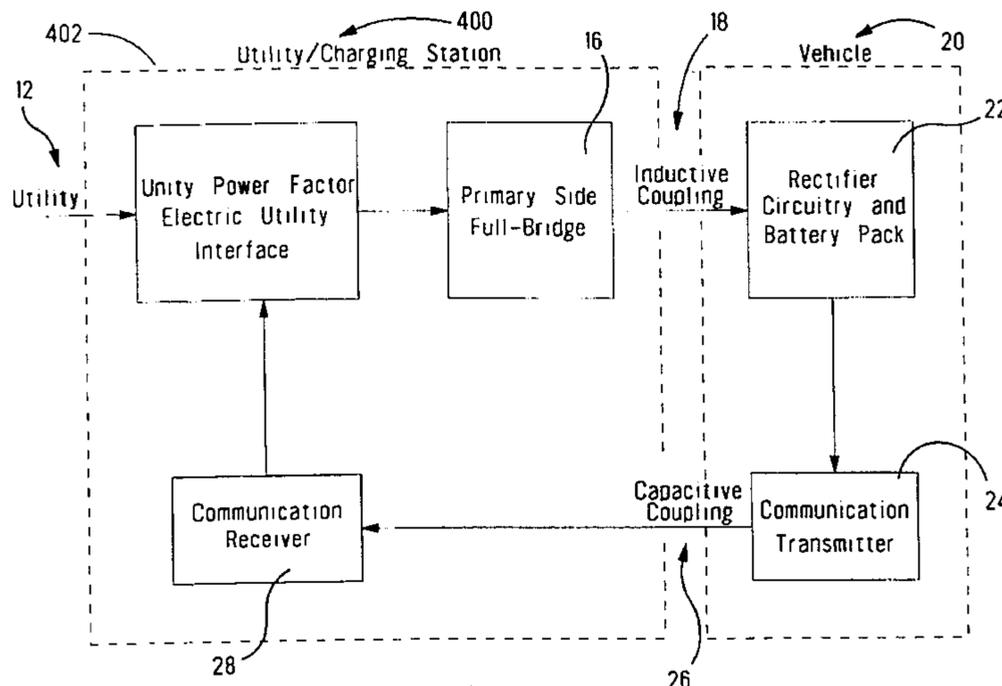 400
18
402
Utility/Charging Station
16
Vehicle
20
12
22
Utility
Unity Power Factor
Electric Utility
Interface
Primary Side
Full-Bridge
Inductive
Coupling
Rectifier
Circuitry and
Battery Pack
Communication
Receiver
Capacitive
Coupling
Communication
Transmitter
24
28
26